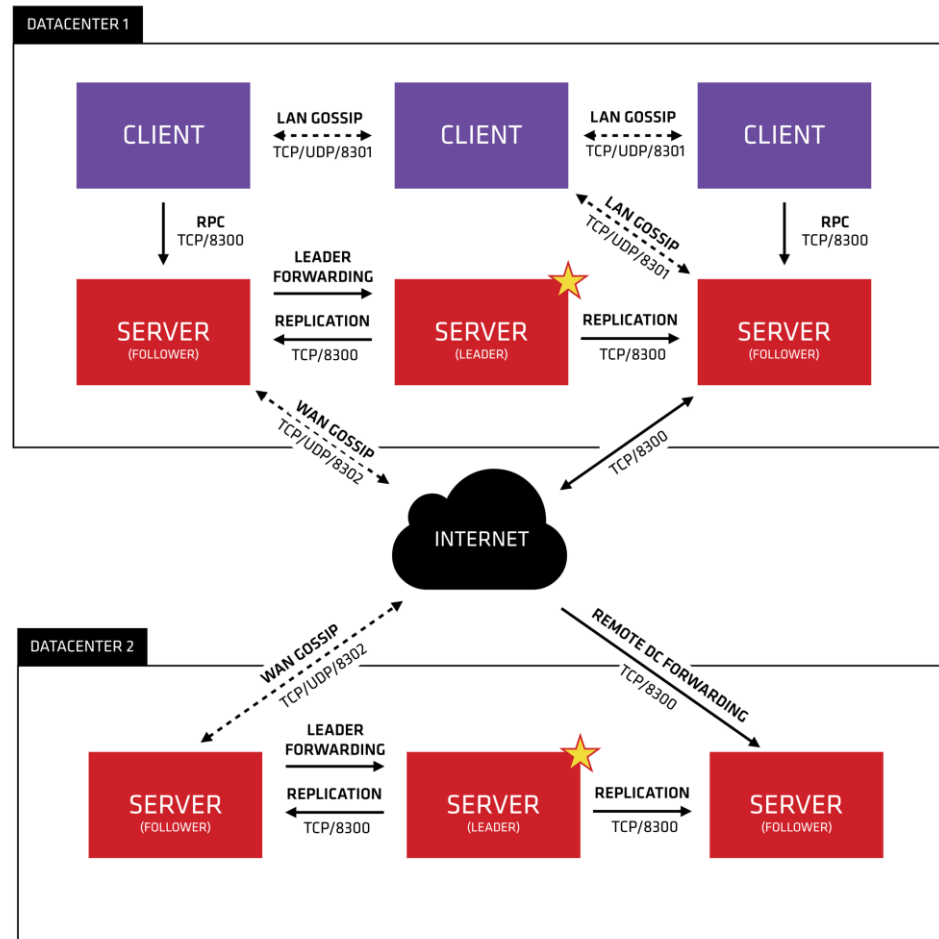 DATACENTER 1
CLIENT
LAN GOSSIP
TCP/UDP/8301
CLIENT
LAN GOSSIP
TCP/UDP/8301
CLIENT
RPC
TCP/8300
LAN GOSSIP
TCP/UDP/8301
RPC
TCP/8300
SERVER
(FOLLOWER)
LEADER
FORWARDING
REPLICATION
TCP/8300
SERVER
(LEADER)
REPLICATION
TCP/8300
SERVER
(FOLLOWER)
WAN GOSSIP
TCP/UDP/8302
TCP/8300
INTERNET
DATACENTER 2
WAN GOSSIP
TCP/UDP/8302
REMOTE DC FORWARDING
TCP/8300
SERVER
(FOLLOWER)
LEADER
FORWARDING
REPLICATION
TCP/8300
SERVER
(LEADER)
REPLICATION
TCP/8300
SERVER
(FOLLOWER)